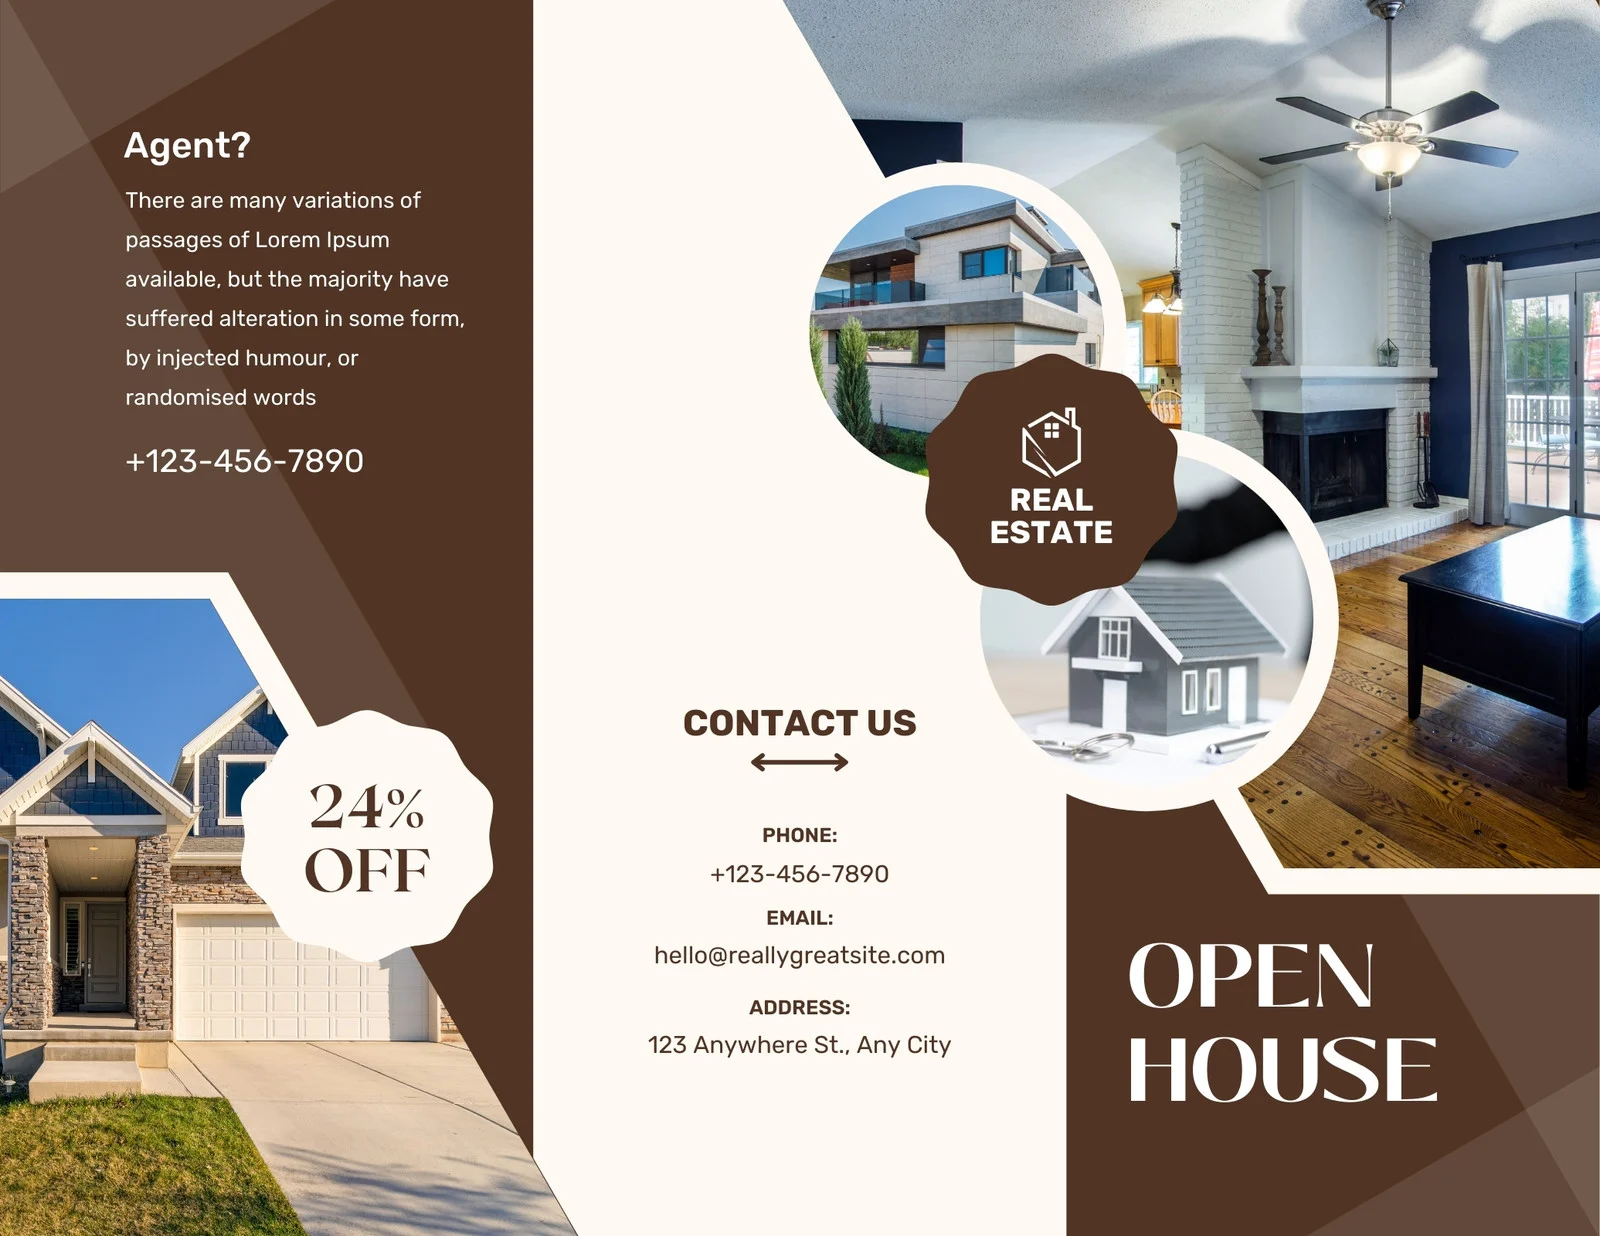 Agent?
There are many variations of
passages of Lorem Ipsum
available, but the majority have
suffered alteration in some form,
by injected humour, or
randomised words
+123-456-7890
24%
OFF
CONTACT US
PHONE:
+123-456-7890
EMAIL:
hello@reallygreatsite.com
ADDRESS:
123 Anywhere St., Any City
REAL
ESTATE
OPEN
HOUSE